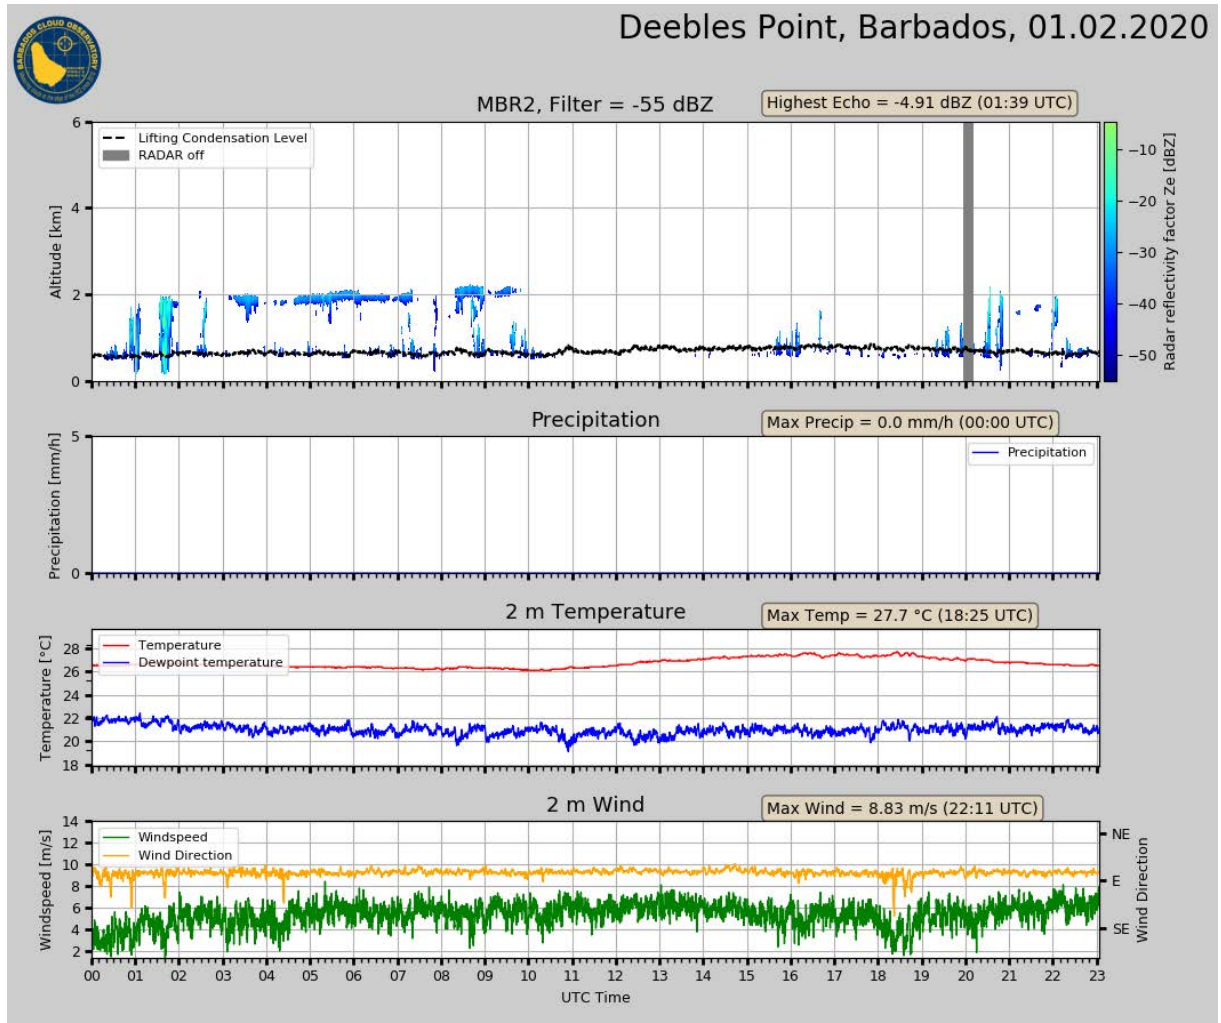 Deebles Point, Barbados, 01.02.2020
BARBADOS CLOUD OBSERVATORY
MBR2, Filter = -55 dBZ
Highest Echo = -4.91 dBZ (01:39 UTC)
Lifting Condensation Level
RADAR off
Altitude [km]
6
4
2
0
−10
−20
−30
−40
−50
Radar reflectivity factor Ze [dBZ]
Precipitation
Max Precip = 0.0 mm/h (00:00 UTC)
Precipitation
Precipitation [mm/h]
5
0
2 m Temperature
Max Temp = 27.7 °C (18:25 UTC)
Temperature
Dewpoint temperature
Temperature [°C]
28
26
22
20
18
2 m Wind
Max Wind = 8.83 m/s (22:11 UTC)
Windspeed
Wind Direction
Windspeed [m/s]
14
12
10
8
6
4
2
NE
E
SE
Wind Direction
00 01 02 03 04 05 06 07 08 09 10 11 12 13 14 15 16 17 18 19 20 21 22 23
UTC Time